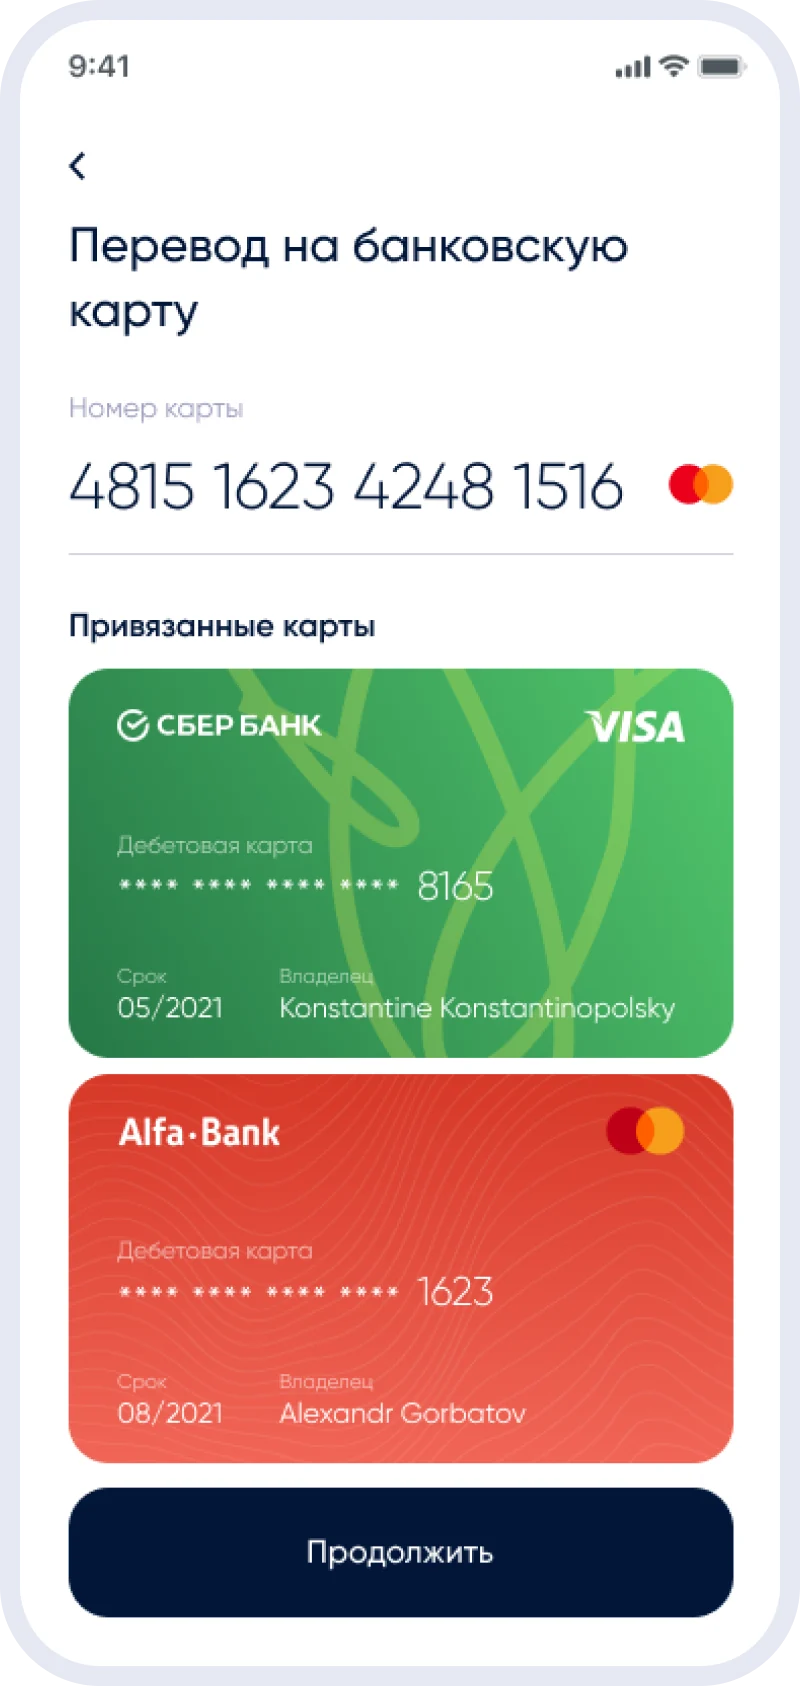 9:41
Перевод на банковскую
карту
Номер карты
4815 1623 4248 1516
Привязанные карты
СБЕР БАНК VISA
Дебетовая карта
**** **** **** **** 8165
Срок Владелец
05/2021 Konstantine Konstantinopolsky
Alfa·Bank
Дебетовая карта
**** **** **** **** 1623
Срок Владелец
08/2021 Alexandr Gorbatov
Продолжить